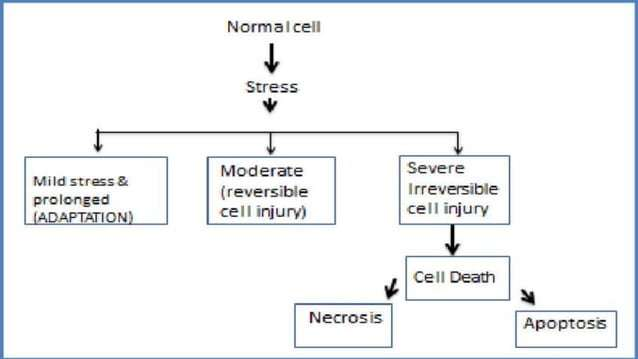 Normal cell
Stress
Mild stress &
prolonged
(ADAPTATION)
Moderate
(reversible
cell injury)
Severe
Irreversible
cell injury
Cell Death
Necrosis
Apoptosis